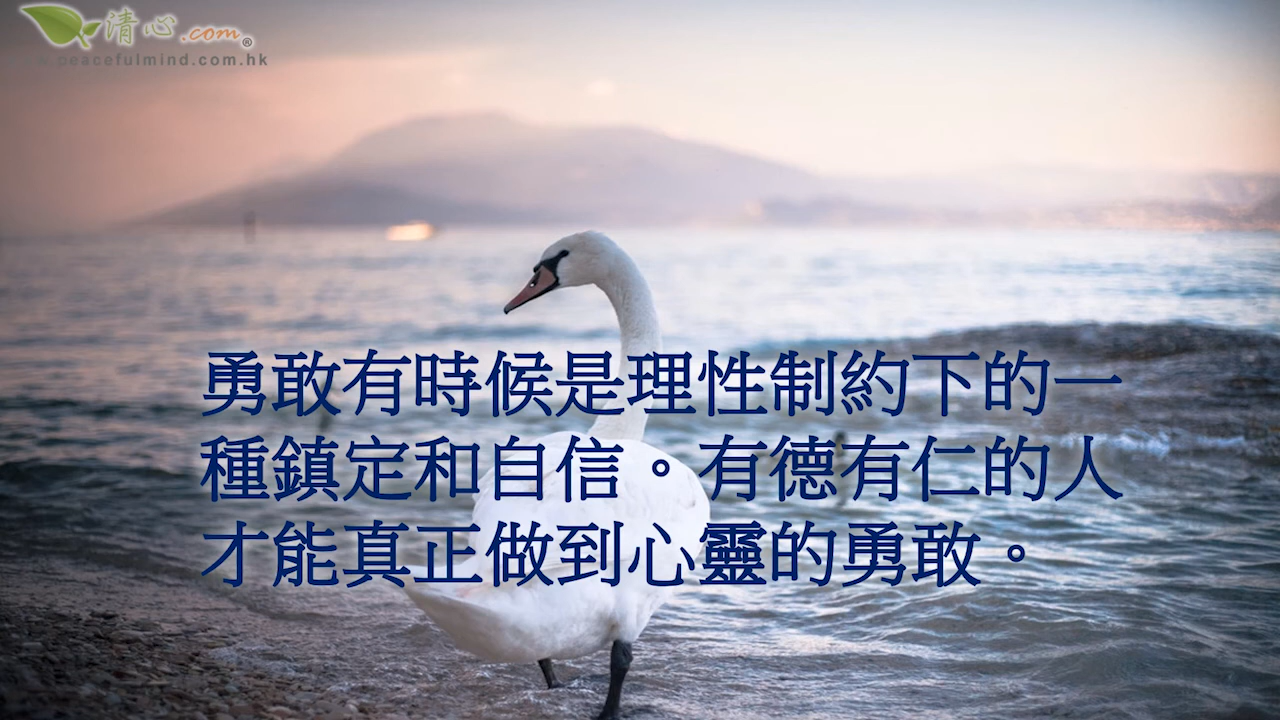 清心.com®
www.peacefulmind.com.hk
勇敢有時候是理性制約下的一
種鎮定和自信。有德有仁的人
才能真正做到心靈的勇敢。